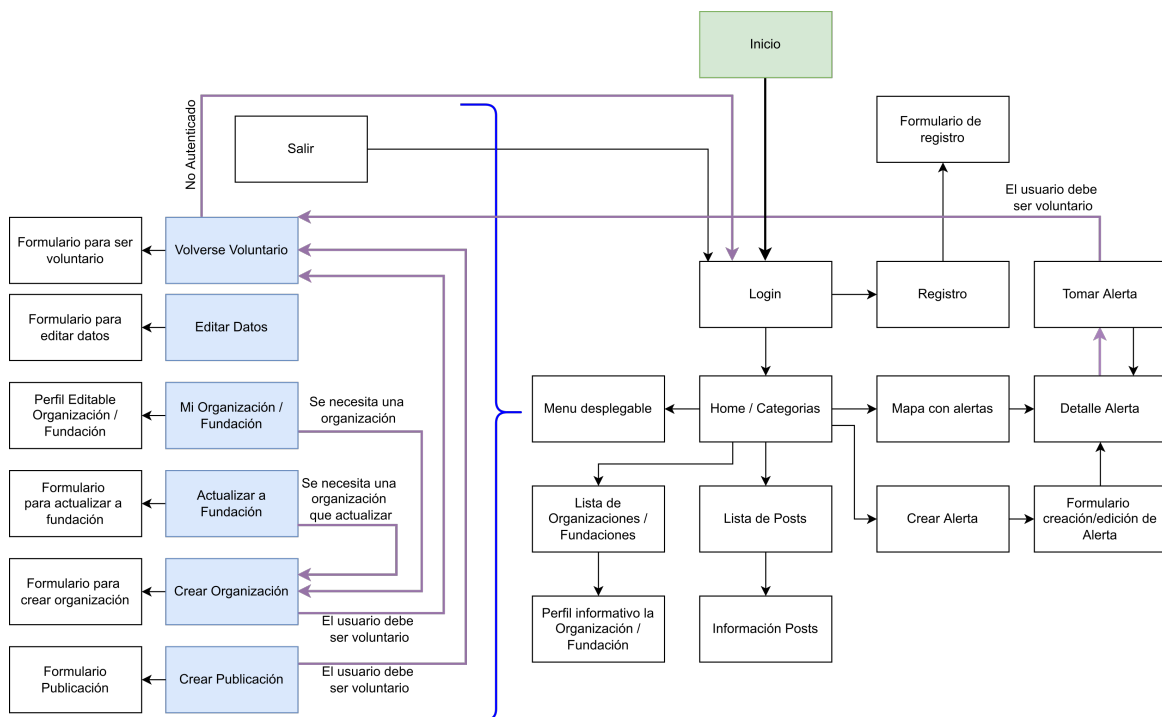 Inicio
No Autenticado
Salir
Formulario de
registro
El usuario debe
ser voluntario
Formulario para ser
voluntario
Volverse Voluntario
Login
Registro
Tomar Alerta
Formulario para
editar datos
Editar Datos
Perfil Editable
Organización /
Fundación
Mi Organización /
Fundación
Se necesita una
organización
Menu desplegable
Home / Categorias
Mapa con alertas
Detalle Alerta
Formulario
para actualizar a
fundación
Actualizar a
Fundación
Se necesita una
organización
que actualizar
Lista de
Organizaciones /
Fundaciones
Lista de Posts
Crear Alerta
Formulario
creación/edición de
Alerta
Formulario para
crear organización
Crear Organización
El usuario debe
ser voluntario
Perfil informativo la
Organización /
Fundación
Información Posts
Formulario
Publicación
Crear Publicación
El usuario debe
ser voluntario